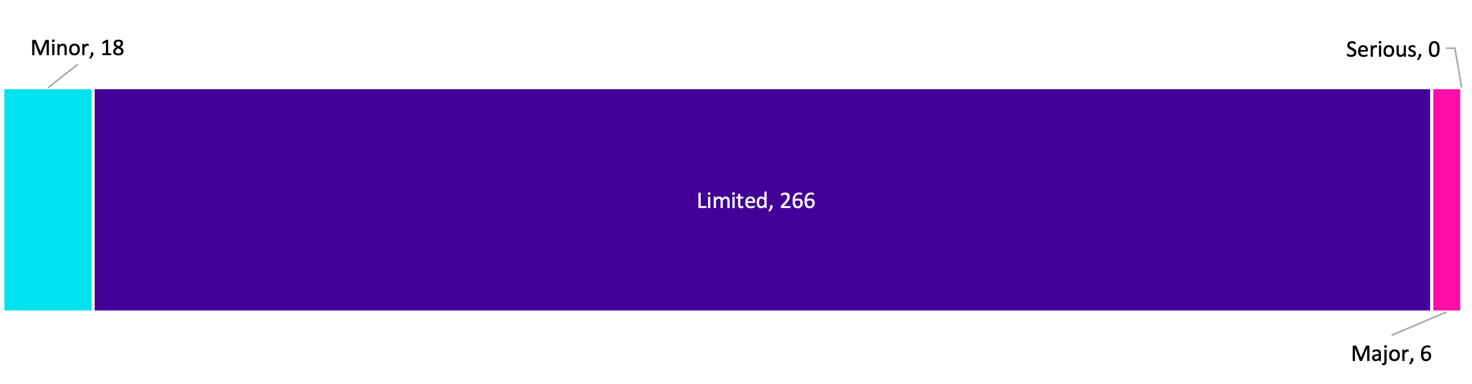 Minor, 18
Serious, 0
Limited, 266
Major, 6